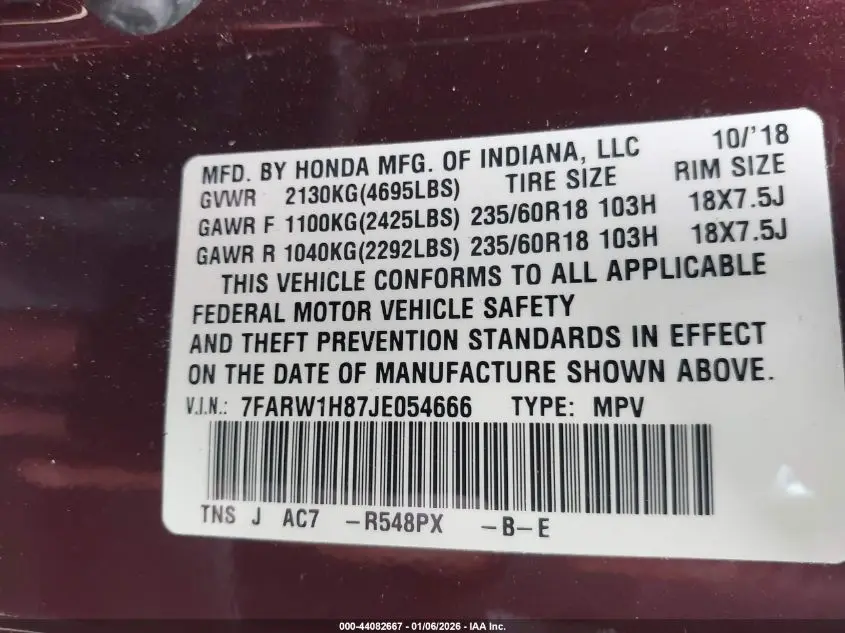 MFD. BY HONDA MFG. OF INDIANA, LLC 10/'18
GVWR 2130KG(4695LBS) TIRE SIZE RIM SIZE
GAWR F 1100KG(2425LBS) 235/60R18 103H 18X7.5J
GAWR R 1040KG(2292LBS) 235/60R18 103H 18X7.5J
THIS VEHICLE CONFORMS TO ALL APPLICABLE
FEDERAL MOTOR VEHICLE SAFETY
AND THEFT PREVENTION STANDARDS IN EFFECT
ON THE DATE OF MANUFACTURE SHOWN ABOVE.
V.I.N.: 7FARW1H87JE054666 TYPE: MPV
TNS J AC7 -R548PX -B-E
000-44082667 - 01/06/2026 - IAA Inc.